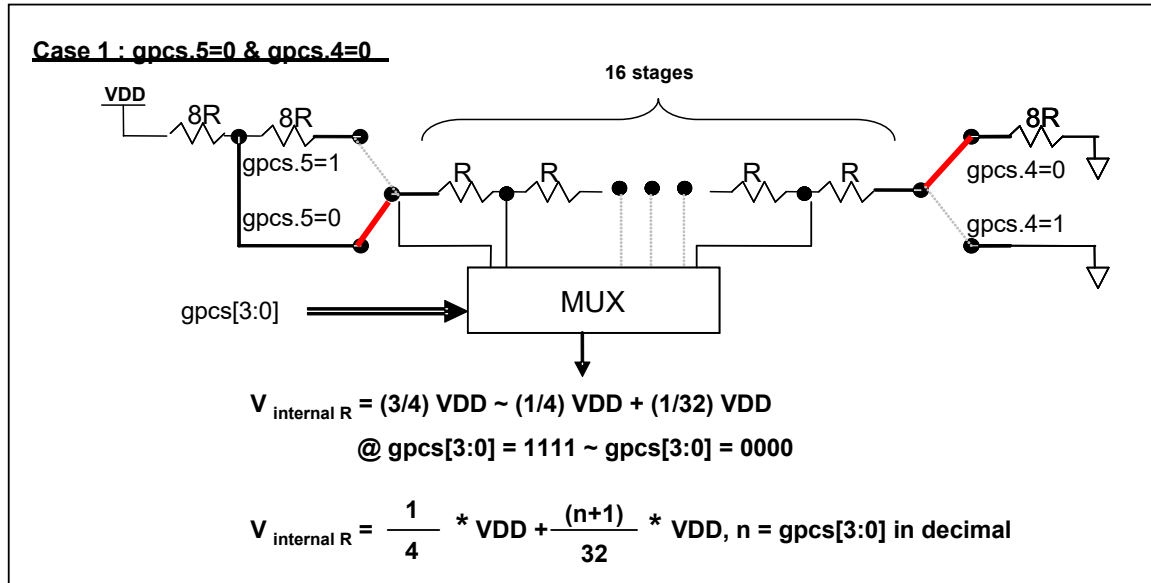 Case 1 : gpcs.5=0 & gpcs.4=0
16 stages
VDD
8R 8R 8R
gpcs.5=1 R R R R gpcs.4=0
gpcs.5=0 gpcs.4=1
MUX
gpcs[3:0]
V internal R = (3/4) VDD ~ (1/4) VDD + (1/32) VDD
@ gpcs[3:0] = 1111 ~ gpcs[3:0] = 0000
V internal R = 1/4 * VDD + (n+1)/32 * VDD, n = gpcs[3:0] in decimal